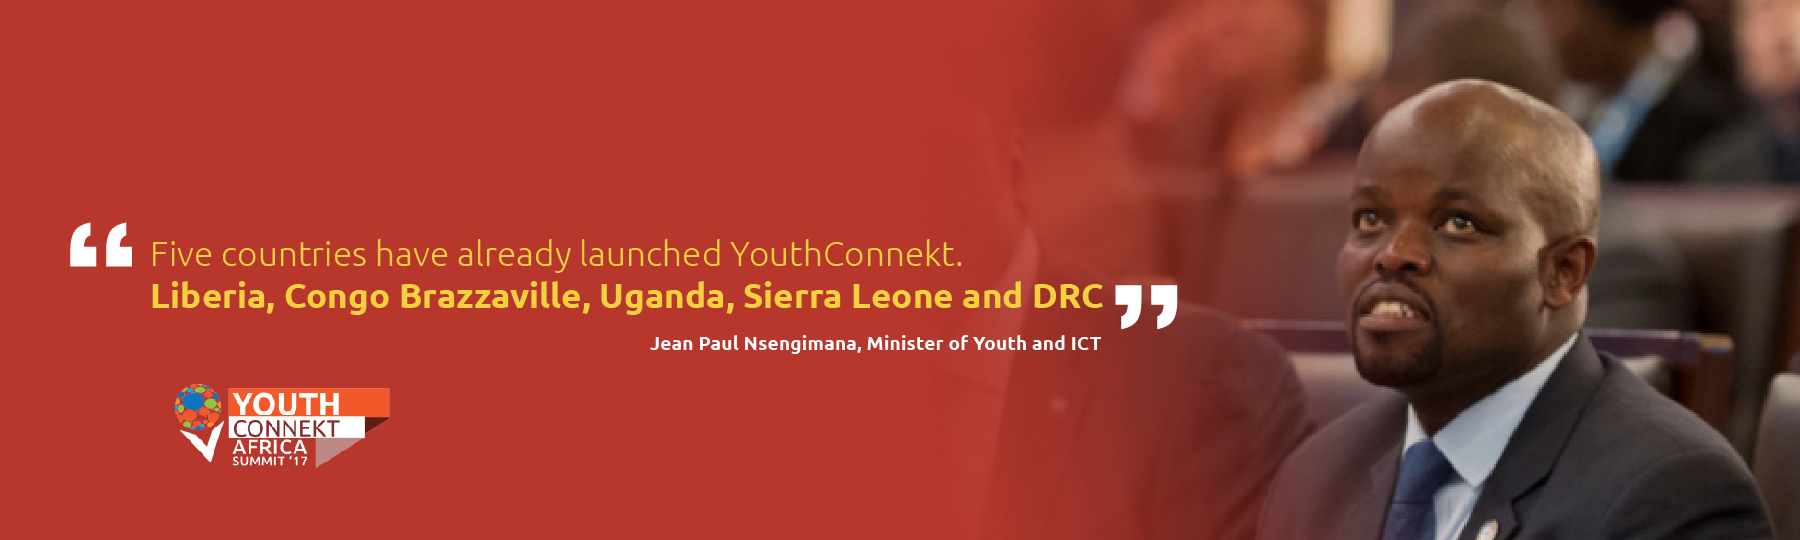 “ Five countries have already launched YouthConnekt.
Liberia, Congo Brazzaville, Uganda, Sierra Leone and DRC ”
Jean Paul Nsengimana, Minister of Youth and ICT
YOUTH
CONNEKT
AFRICA
SUMMIT ‘17